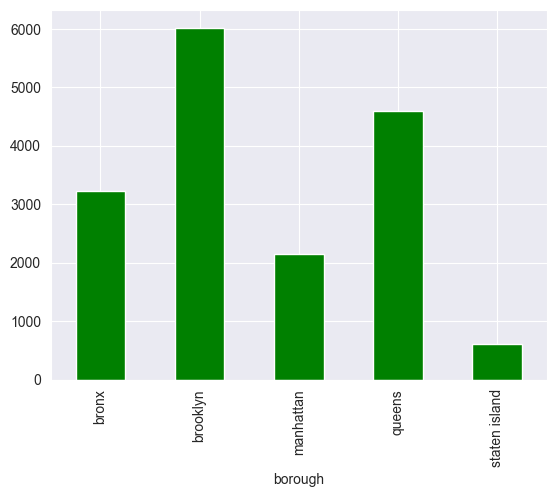 6000
5000
4000
3000
2000
1000
0
bronx
brooklyn
manhattan
queens
staten island
borough